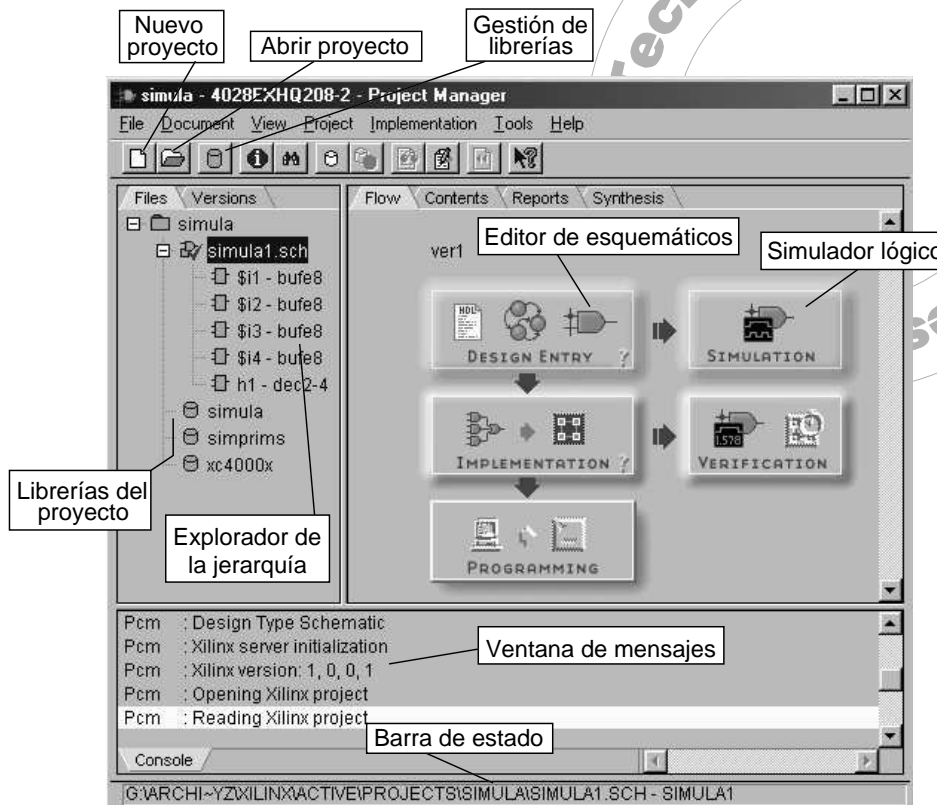 Nuevo
proyecto
Abrir proyecto
Gestión de
librerías
simula - 4028EXHQ208-2 - Project Manager
File Document View Project Implementation Tools Help
Files Versions
Flow Contents Reports Synthesis
simula
simula1.sch
$i1 - bufe8
$i2 - bufe8
$i3 - bufe8
$i4 - bufe8
h1 - dec2-4
simula
simprims
xc4000x
ver1
Editor de esquemáticos
Simulador lógico
HDL
DESIGN ENTRY ?
SIMULATION
IMPLEMENTATION ?
1.578
VERIFICATION
PROGRAMMING
Librerías del
proyecto
Explorador de
la jerarquía
Pcm : Design Type Schematic
Pcm : Xilinx server initialization
Pcm : Xilinx version: 1, 0, 0, 1
Pcm : Opening Xilinx project
Pcm : Reading Xilinx project
Ventana de mensajes
Barra de estado
Console
G:\ARCHI~YZ\XILINX\ACTIVE\PROJECTS\SIMULA\SIMULA1.SCH - SIMULA1